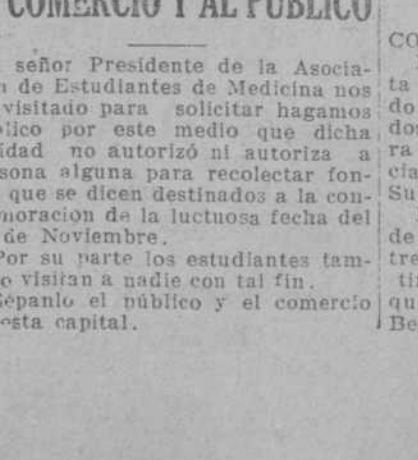 COMERCIO Y AL PUBLICO
señor Presidente de la Asocia-
n de Estudiantes de Medicina nos
visitado para solicitar hagamos
blico por este medio que dicha
idad no autorizó ni autoriza a
sona alguna para recolectar fon-
que se dicen destinados a la con-
moración de la luctuosa fecha del
de Noviembre.
Por su parte los estudiantes tam-
o visitan a nadie con tal fin.
Sépanlo el público y el comercio
esta capital.
CO
ta
do
do
ra
cia
Su
de
tre
tin
qu
Be